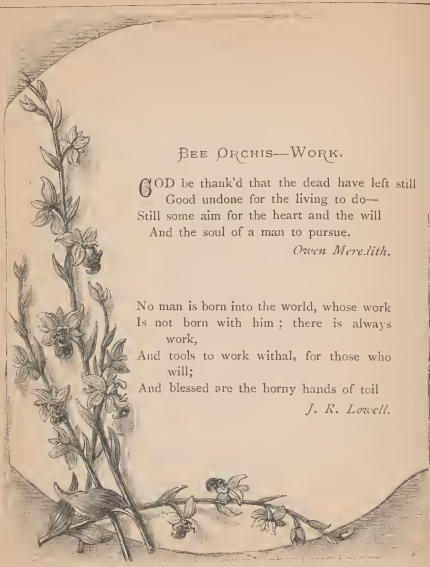 BEE ORCHIS—WORK.
GOD be thank'd that the dead have left still
Good undone for the living to do—
Still some aim for the heart and the will
And the soul of a man to pursue.
Owen Meredith.
No man is born into the world, whose work
Is not born with him; there is always
work,
And tools to work withal, for those who
will;
And blessed are the horny hands of toil
J. R. Lowell.